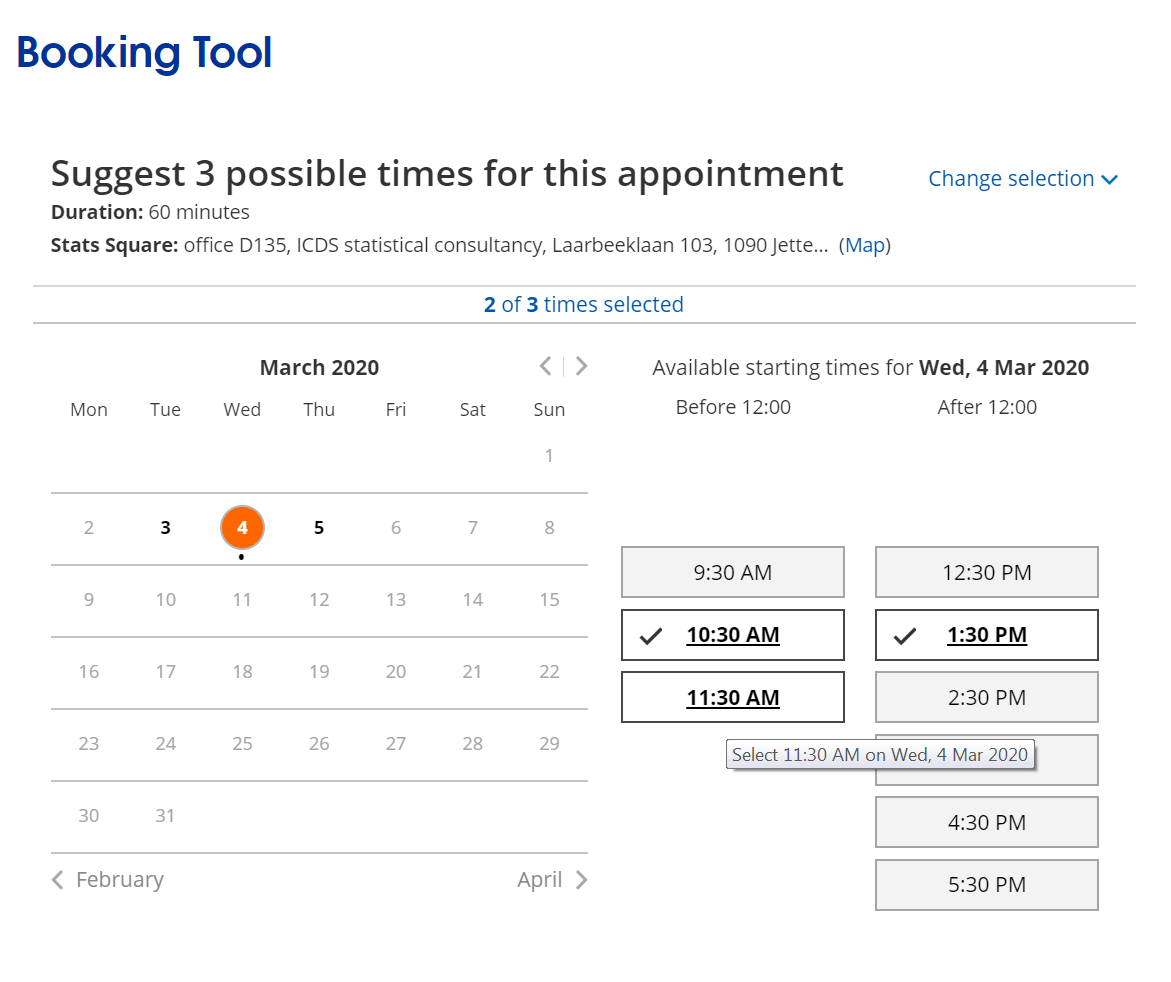 Booking Tool
Suggest 3 possible times for this appointment
Change selection
Duration: 60 minutes
Stats Square: office D135, ICDS statistical consultancy, Laarbeeklaan 103, 1090 Jette... (Map)
2 of 3 times selected
March 2020
Mon Tue Wed Thu Fri Sat Sun
1
2 3 4 5 6 7 8
9 10 11 12 13 14 15
16 17 18 19 20 21 22
23 24 25 26 27 28 29
30 31
February April
Available starting times for Wed, 4 Mar 2020
Before 12:00 After 12:00
9:30 AM 12:30 PM
10:30 AM 1:30 PM
11:30 AM 2:30 PM
Select 11:30 AM on Wed, 4 Mar 2020
4:30 PM
5:30 PM